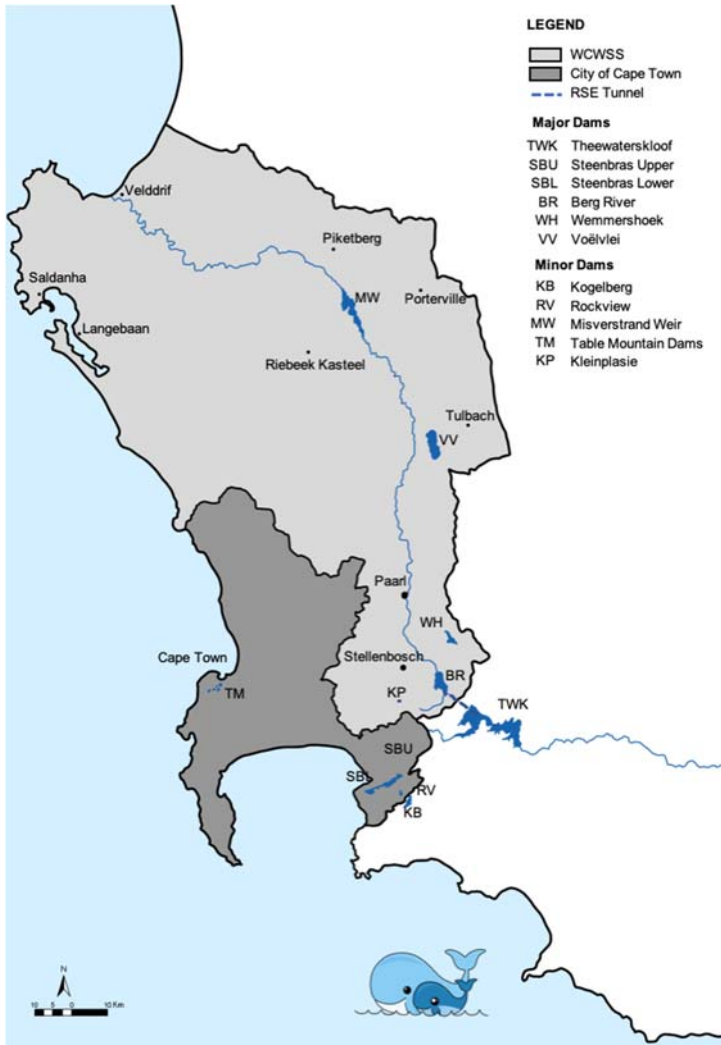 LEGEND
WCWSS
City of Cape Town
RSE Tunnel
Major Dams
TWK Theewaterskloof
SBU Steenbras Upper
SBL Steenbras Lower
BR Berg River
WH Wemmershoek
VV Voëlvlei
Minor Dams
KB Kogelberg
RV Rockview
MW Misverstrand Weir
TM Table Mountain Dams
KP Kleinplasie
Velddrif
Piketberg
Saldanha
MW
Porterville
Langebaan
Riebeek Kasteel
Tulbach
VV
Paarl
WH
Cape Town
Stellenbosch
BR
TM
KP
TWK
SBU
SBL
RV
KB
N
10 5 0 10 Km